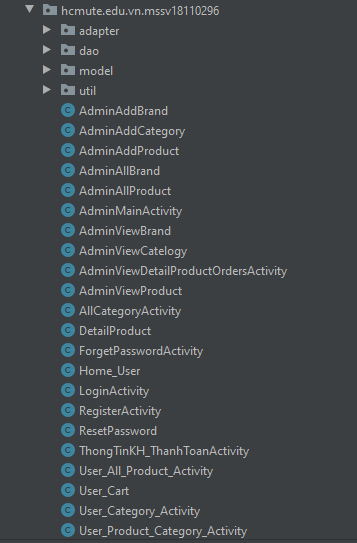 hcmute.edu.vn.mssv18110296
adapter
dao
model
util
AdminAddBrand
AdminAddCategory
AdminAddProduct
AdminAllBrand
AdminAllProduct
AdminMainActivity
AdminViewBrand
AdminViewCatelogy
AdminViewDetailProductOrdersActivity
AdminViewProduct
AllCategoryActivity
DetailProduct
ForgetPasswordActivity
Home_User
LoginActivity
RegisterActivity
ResetPassword
ThongTinKH_ThanhToanActivity
User_All_Product_Activity
User_Cart
User_Category_Activity
User_Product_Category_Activity